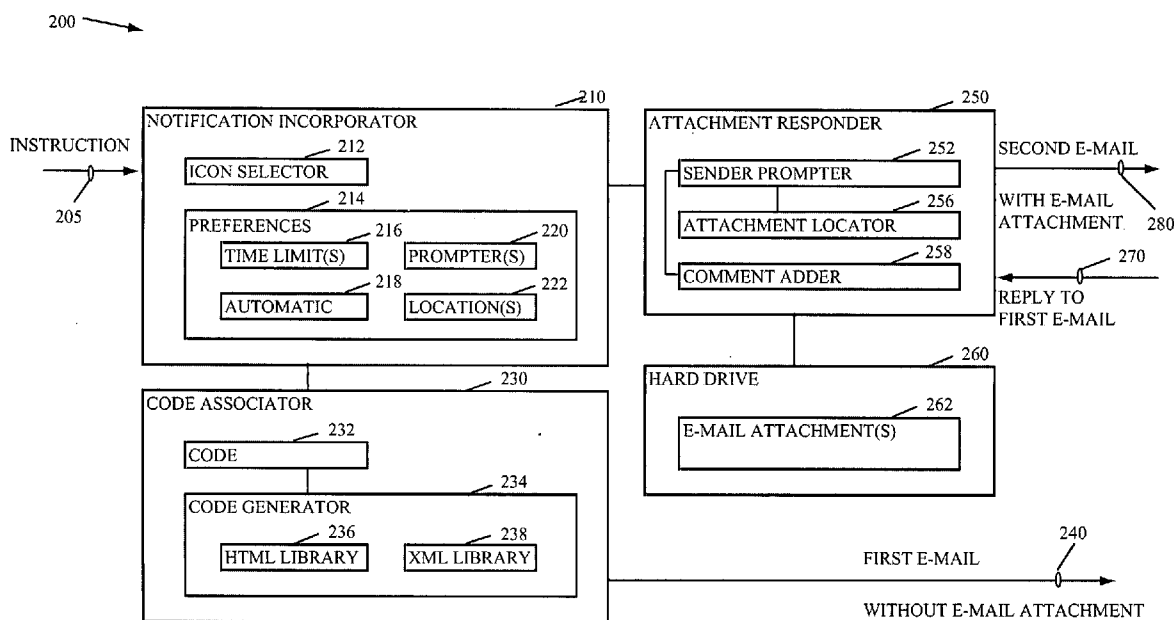 200
210
NOTIFICATION INCORPORATOR
INSTRUCTION
205
212
ICON SELECTOR
214
PREFERENCES
216
TIME LIMIT(S)
220
PROMPTER(S)
218
AUTOMATIC
222
LOCATION(S)
250
ATTACHMENT RESPONDER
252
SENDER PROMPTER
256
ATTACHMENT LOCATOR
258
COMMENT ADDER
SECOND E-MAIL
WITH E-MAIL
ATTACHMENT
280
270
REPLY TO
FIRST E-MAIL
230
CODE ASSOCIATOR
232
CODE
234
CODE GENERATOR
236
HTML LIBRARY
238
XML LIBRARY
260
HARD DRIVE
262
E-MAIL ATTACHMENT(S)
240
FIRST E-MAIL
WITHOUT E-MAIL ATTACHMENT